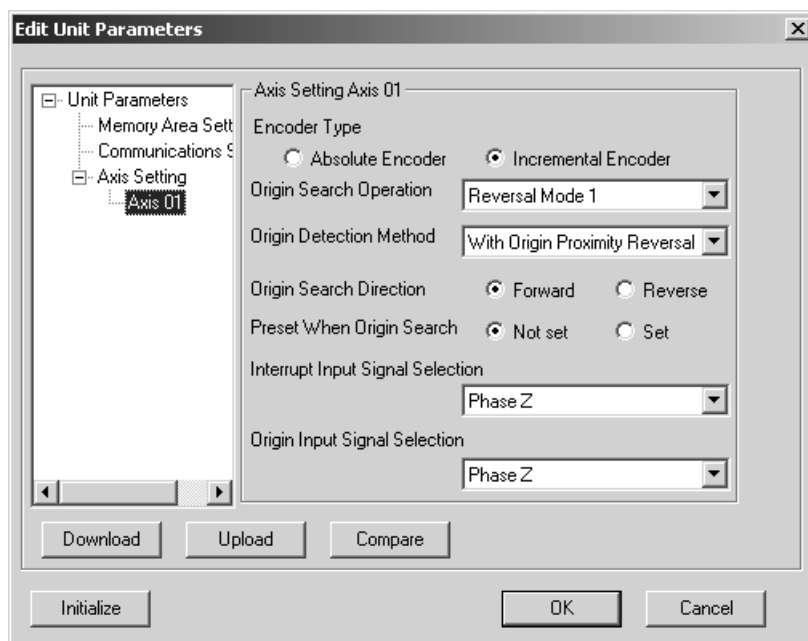 Edit Unit Parameters
Unit Parameters
Memory Area Sett
Communications S
Axis Setting
Axis 01
Axis Setting Axis 01
Encoder Type
Absolute Encoder
Incremental Encoder
Origin Search Operation
Reversal Mode 1
Origin Detection Method
With Origin Proximity Reversal
Origin Search Direction
Forward
Reverse
Preset When Origin Search
Not set
Set
Interrupt Input Signal Selection
Phase Z
Origin Input Signal Selection
Phase Z
Download
Upload
Compare
Initialize
OK
Cancel